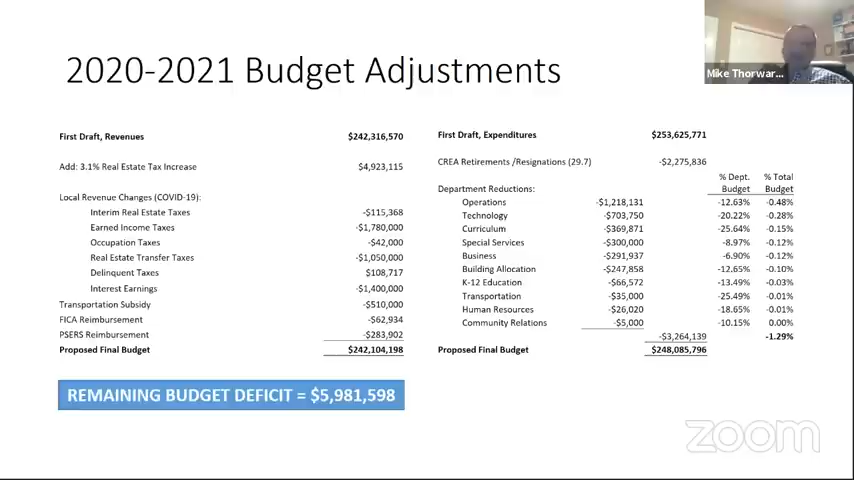 2020-2021 Budget Adjustments
Mike Thorwar...
First Draft, Revenues $242,316,570
Add: 3.1% Real Estate Tax Increase $4,923,115
Local Revenue Changes (COVID-19):
Interim Real Estate Taxes -$115,368
Earned Income Taxes -$1,780,000
Occupation Taxes -$42,000
Real Estate Transfer Taxes -$1,050,000
Delinquent Taxes $108,717
Interest Earnings -$1,400,000
Transportation Subsidy -$510,000
FICA Reimbursement -$62,934
PSERS Reimbursement -$283,902
Proposed Final Budget $242,104,198
First Draft, Expenditures $253,625,771
CREA Retirements /Resignations (29.7) -$2,275,836
% Dept. % Total
Department Reductions: Budget Budget
Operations -$1,218,131 -12.63% -0.48%
Technology -$703,750 -20.22% -0.28%
Curriculum -$369,871 -25.64% -0.15%
Special Services -$300,000 -8.97% -0.12%
Business -$291,937 -6.90% -0.12%
Building Allocation -$247,858 -12.65% -0.10%
K-12 Education -$66,572 -13.49% -0.03%
Transportation -$35,000 -25.49% -0.01%
Human Resources -$26,020 -18.65% -0.01%
Community Relations -$5,000 -10.15% 0.00%
-$3,264,139 -1.29%
Proposed Final Budget $248,085,796
REMAINING BUDGET DEFICIT = $5,981,598
zoom